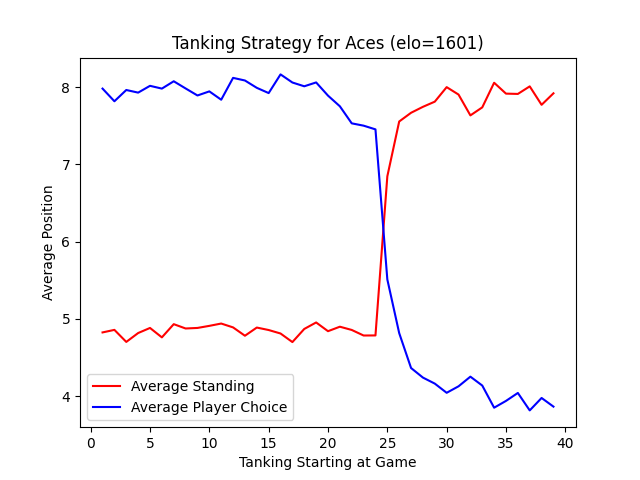 Tanking Strategy for Aces (elo=1601)
8
7
6
5
4
Average Position
Average Standing
Average Player Choice
0 5 10 15 20 25 30 35 40
Tanking Starting at Game